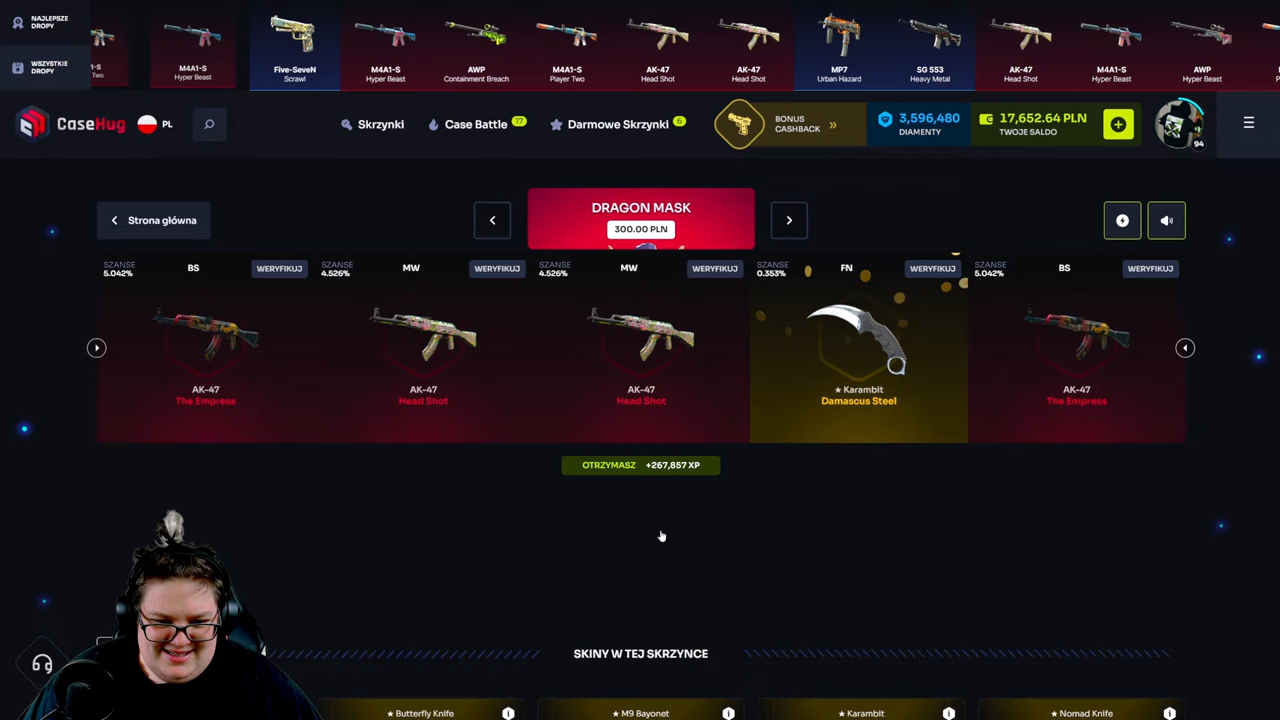 NAJLEPSZE
DROPY
WSZYSTKIE
DROPY
Two
M4A1-S
Hyper Beast
Five-SeveN
Scrawl
M4A1-S
Hyper Beast
AWP
Containment Breach
M4A1-S
Player Two
AK-47
Head Shot
AK-47
Head Shot
MP7
Urban Hazard
SG 553
Heavy Metal
AK-47
Head Shot
M4A1-S
Hyper Beast
AWP
Hyper Beast
CaseHug
PL
Skrzynki
Case Battle 17
Darmowe Skrzynki 6
BONUS
CASHBACK
3,596,480
DIAMENTY
17,652.64 PLN
TWOJE SALDO
94
Strona główna
DRAGON MASK
300.00 PLN
SZANSE
5.042%
BS
WERYFIKUJ
AK-47
The Empress
SZANSE
4.526%
MW
WERYFIKUJ
AK-47
Head Shot
SZANSE
4.526%
MW
WERYFIKUJ
AK-47
Head Shot
SZANSE
0.353%
FN
WERYFIKUJ
★ Karambit
Damascus Steel
SZANSE
5.042%
BS
WERYFIKUJ
AK-47
The Empress
OTRZYMASZ +267,857 XP
SKINY W TEJ SKRZYNCE
★ Butterfly Knife
★ M9 Bayonet
★ Karambit
★ Nomad Knife